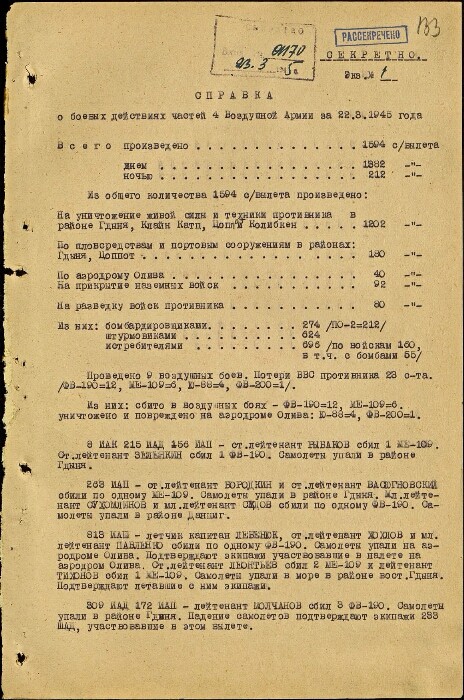 133
РАССЕКРЕЧЕНО
0170
23.3
СЕКРЕТНО.
Экз.№ 1
СПРАВКА
о боевых действиях частей 4 Воздушной Армии за 22.3.1945 года
Всего произведено . . . . . . . . . . . . 1594 с/вылета
днем . . . . . . . . . . . . 1382 -"-
ночью . . . . . . . . . . . . 212 -"-
Из общего количества 1594 с/вылета произведено:
На уничтожение живой силы и техники противника в
районе Гдыня, Клайн Катц, Цоппот Колибкен . . . . . 1202 -"-
По пловсредствам и портовым сооружениям в районах:
Гдыня, Цоппот . . . . . . . . . . . . 180 -"-
По аэродрому Олива . . . . . . . . . . . . 40 -"-
На прикрытие наземных войск . . . . . . . . . 92 -"-
На разведку войск противника . . . . . . . . . 80 -"-
Из них: бомбардировщиками. . . . . . . 274 /ПО-2=212/
штурмовиками . . . . . . . . 624
истребителями . . . . . . . . 696 /по войскам 160,
в т.ч. с бомбами 55/
Проведено 9 воздушных боев. Потери ВВС противника 23 с-та.
/ФВ-190=12, МЕ-109=6, Ю-88=4, ФВ-200=1/.
Из них: сбито в воздушных боях - ФВ-190=12, МЕ-109=6.
уничтожено и повреждено на аэродроме Олива: Ю-88=4, ФВ-200=1.
8 ИАК 215 ИАД 156 ИАП - ст.лейтенант РЫБАКОВ сбил 1 МЕ-109.
Ст.лейтенант ЗЕЛЕНКИН сбил 1 ФВ-190. Самолеты упали в районе
Гдыня.
263 ИАП - ст.лейтенант БОРОДКИН и ст.лейтенант
сбили по одному МЕ-109. Самолеты упали в районе Гдыня. Мл.лейте-
нант СУХОМЛИНОВ и мл.лейтенант сбили по одному ФВ-190. Са-
молеты упали в районе Данциг.
813 ИАП - летчик капитан ЛЕБЕНЮК, ст.лейтенант ХОХЛОВ и мл.
лейтенант ПАВЛЕНКО сбили по одному ФВ-190. Самолеты упали на аэ-
родроме Олива. Подтверждают экипажи участвовавшие в налете на
аэродром Олива. Ст.лейтенант ЛЕОНТЬЕВ сбил 2 МЕ-109 и лейтенант
ТИХОНОВ сбил 1 МЕ-109. Самолеты упали в море в районе вост.Гдыня.
Подтверждают летавшие с ним экипажи.
309 ИАД 172 ИАП - лейтенант МОЛЧАНОВ сбил 3 ФВ-190. Самолеты
упали в районе Гдыня. Падение самолетов подтверждают экипажи 233
ШАД, участвовавшие в этом вылете.